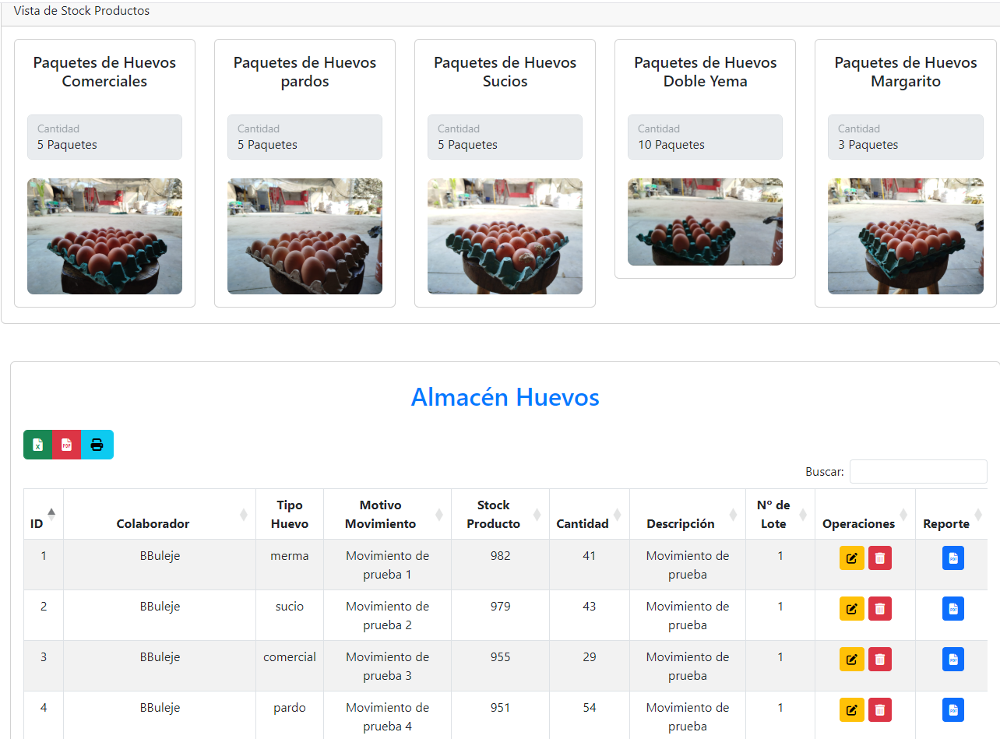 Vista de Stock Productos
Paquetes de Huevos
Comerciales
Cantidad
5 Paquetes
Paquetes de Huevos
pardos
Cantidad
5 Paquetes
Paquetes de Huevos
Sucios
Cantidad
5 Paquetes
Paquetes de Huevos
Doble Yema
Cantidad
10 Paquetes
Paquetes de Huevos
Margarito
Cantidad
3 Paquetes
Almacén Huevos
X PDF
Buscar:
ID Colaborador Tipo Huevo Motivo Movimiento Stock Producto Cantidad Descripción Nº de Lote Operaciones Reporte
1 BBuleje merma Movimiento de prueba 1 982 41 Movimiento de prueba 1 PDF
2 BBuleje sucio Movimiento de prueba 2 979 43 Movimiento de prueba 1 PDF
3 BBuleje comercial Movimiento de prueba 3 955 29 Movimiento de prueba 1 PDF
4 BBuleje pardo Movimiento de prueba 4 951 54 Movimiento de prueba 1 PDF